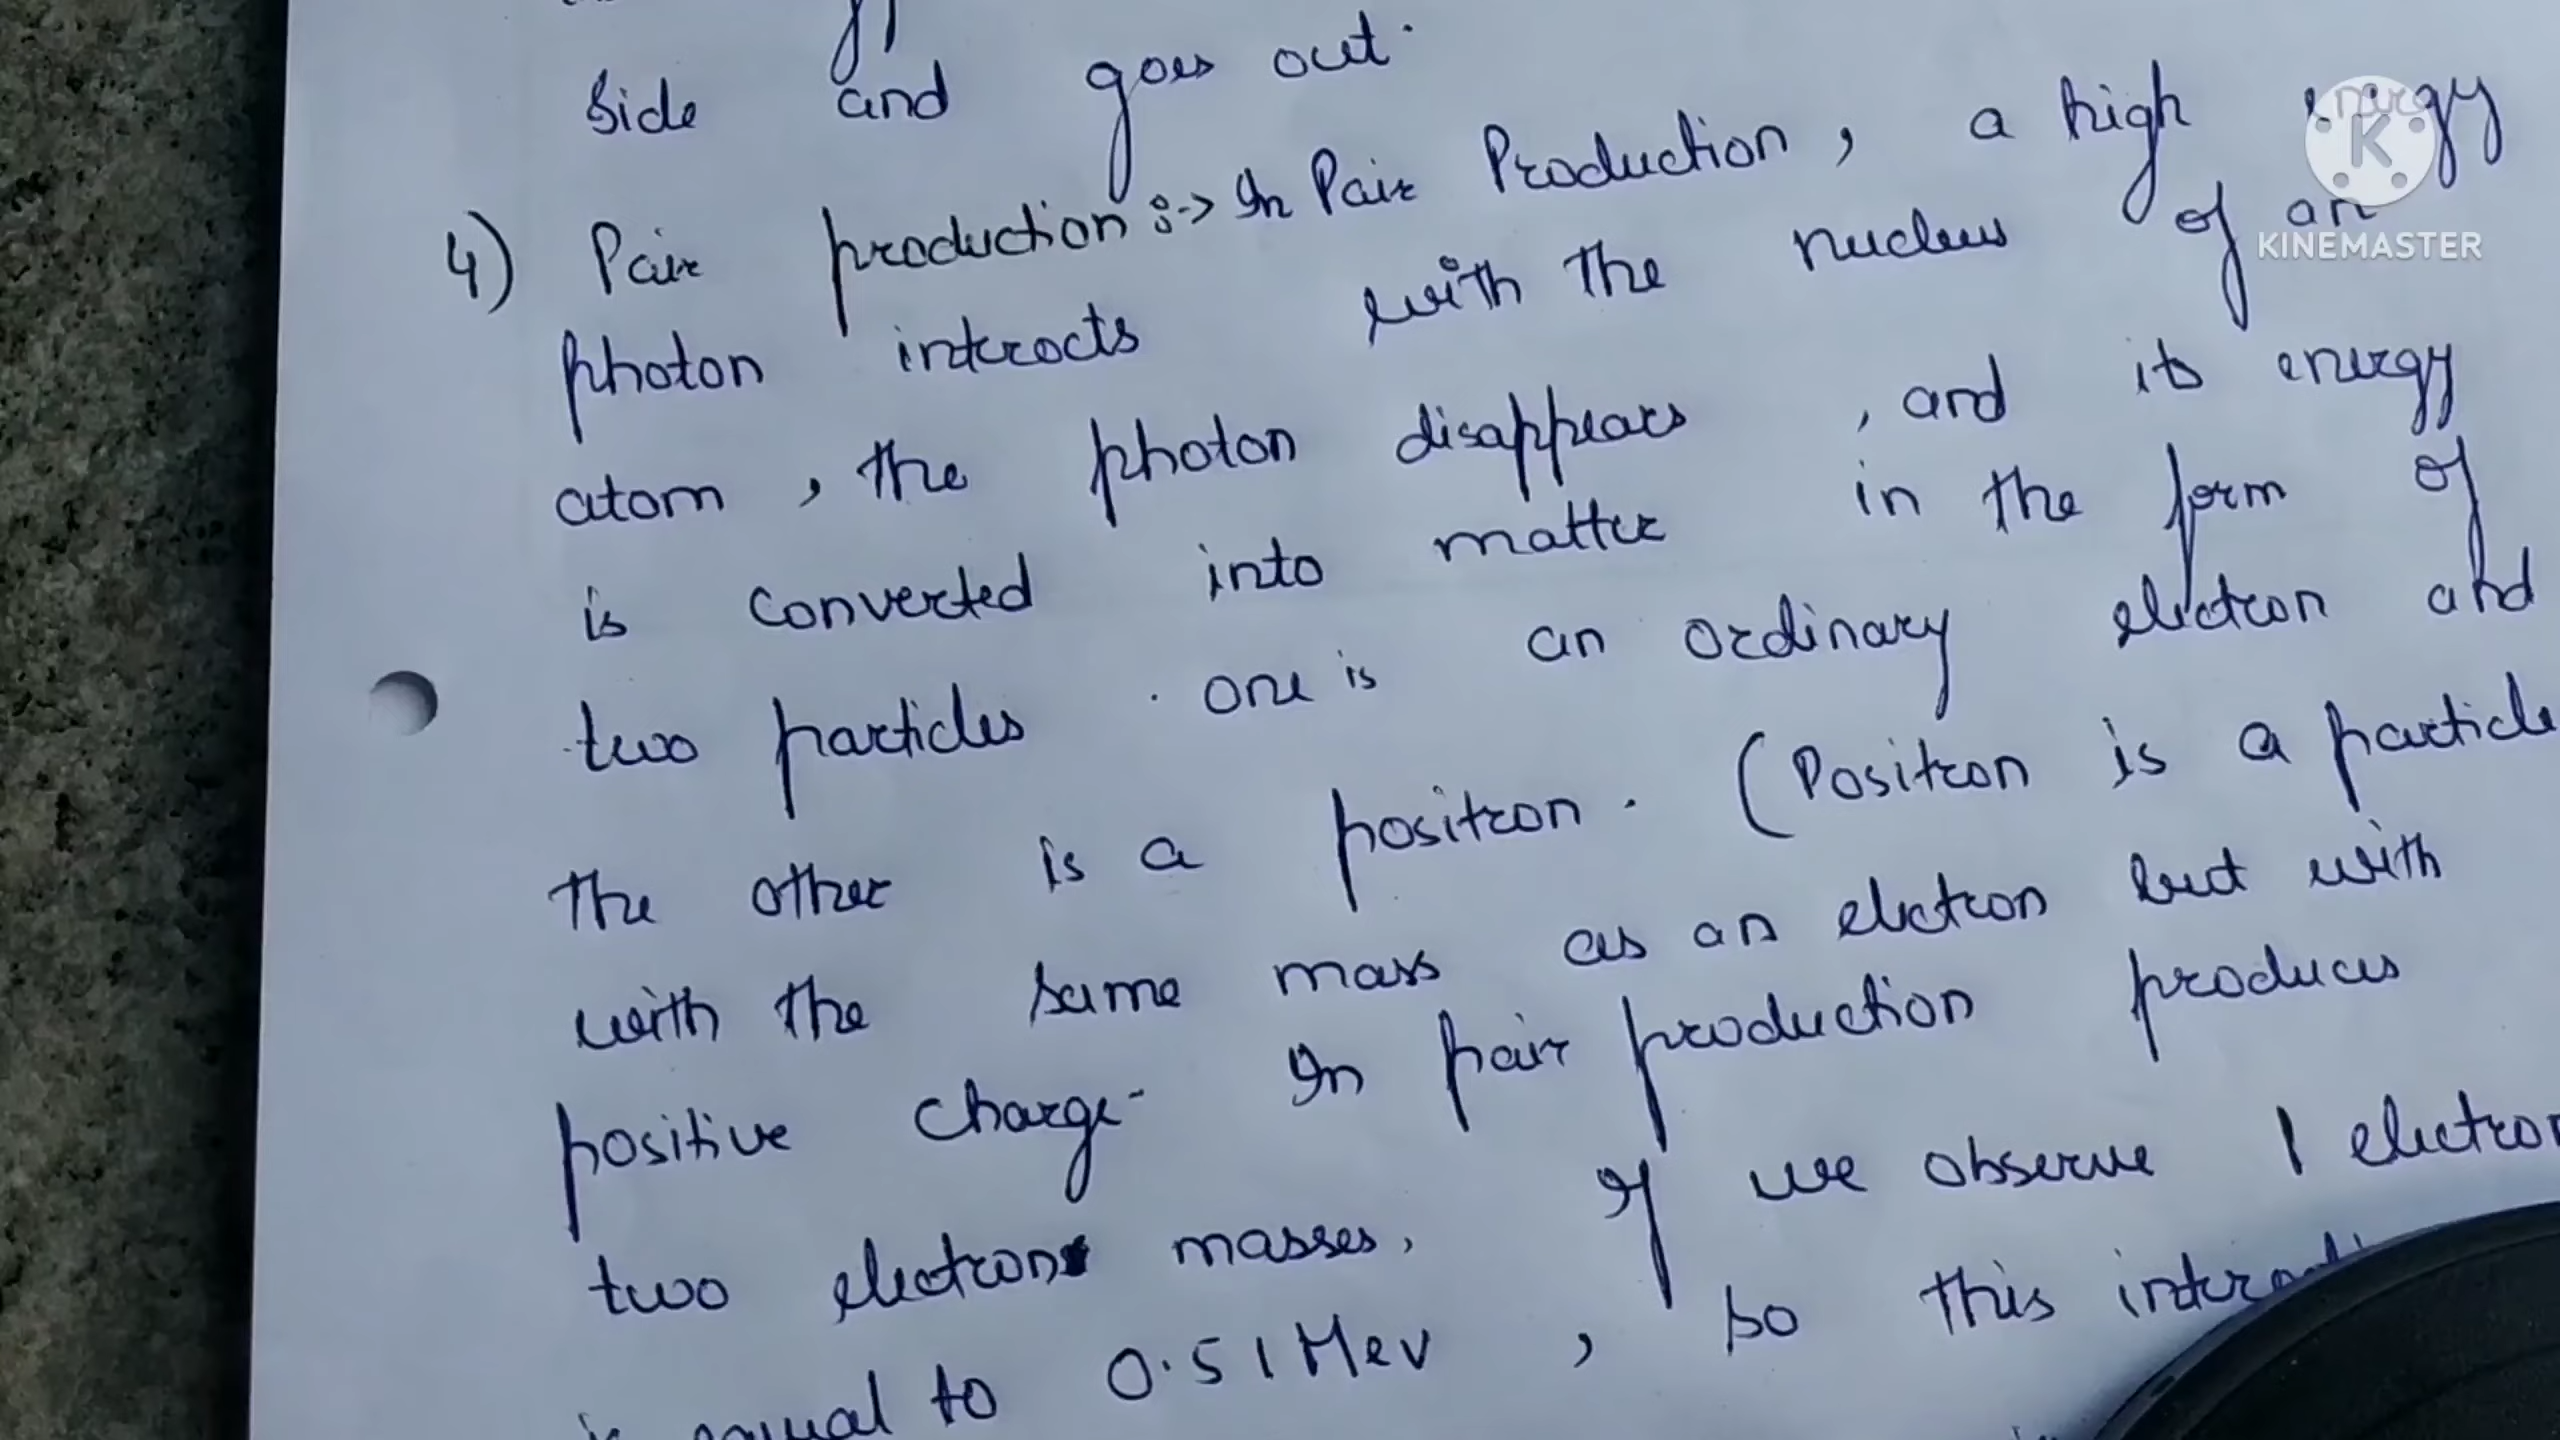 side and goes out.
4) Pair production :-> In Pair Production, a high energy
photon interacts with the nucleus of an
atom, the photon disappears, and its energy
is converted into matter in the form of
two particles. one is an ordinary electron and
the other is a positron. (Positron is a particle
with the same mass as an electron but with
positive charge. In pair production produces
two electrons masses, If we observe 1 electron
is equal to 0.51 Mev, so this
KINEMASTER